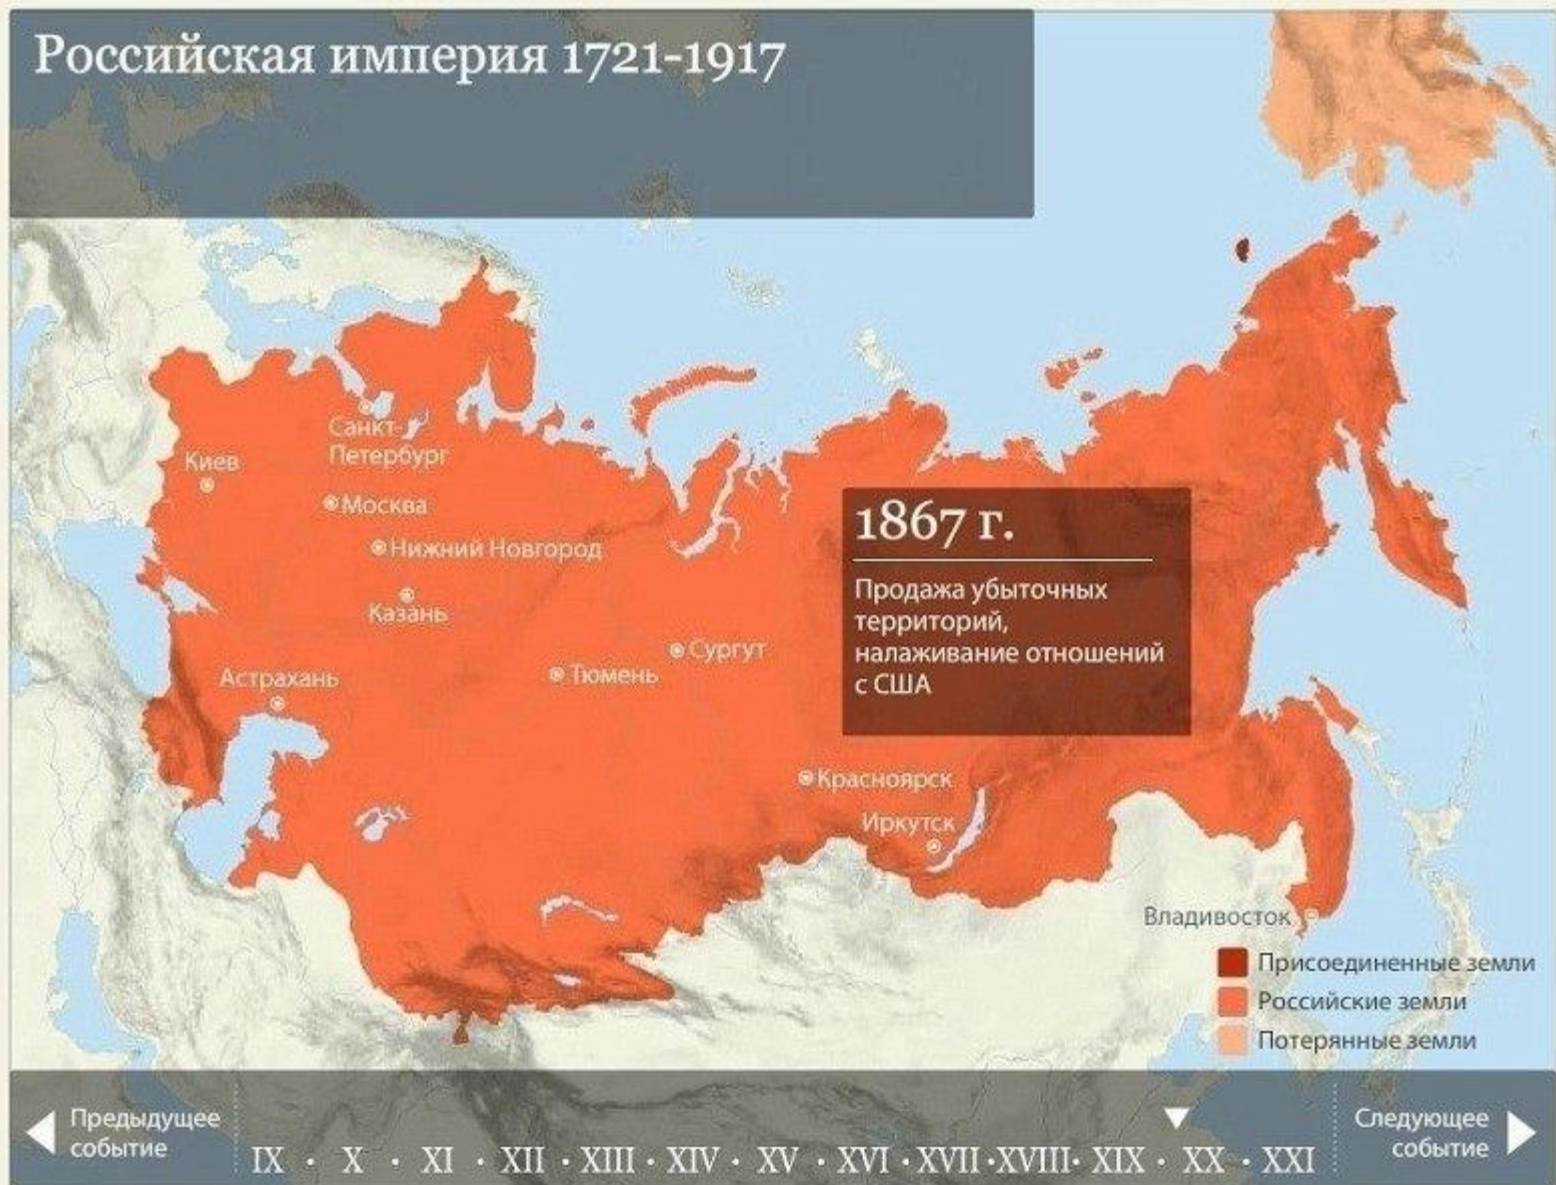 Российская империя 1721-1917
Санкт-
Петербург
Киев
Москва
Нижний Новгород
Казань
Сургут
Тюмень
Астрахань
1867 г.
Продажа убыточных
территорий,
налаживание отношений
с США
Красноярск
Иркутск
Владивосток
Присоединенные земли
Российские земли
Потерянные земли
Предыдущее
событие
IX · X · XI · XII · XIII · XIV · XV · XVI · XVII · XVIII · XIX · XX · XXI
Следующее
событие